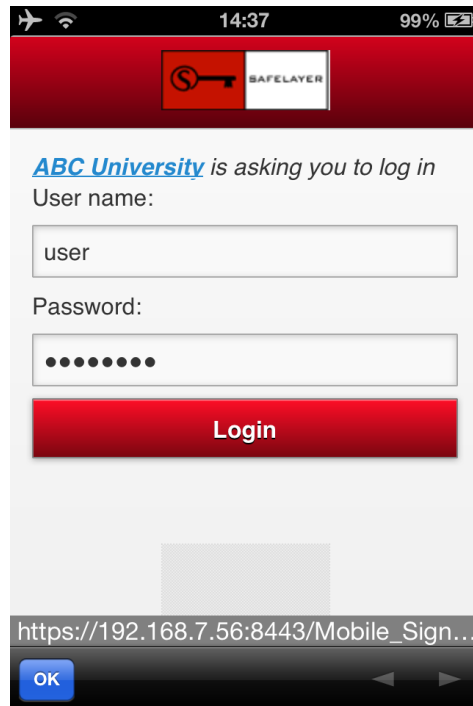 14:37 99%
S SAFELAYER
ABC University is asking you to log in
User name:
user
Password:
●●●●●●●●
Login
https://192.168.7.56:8443/Mobile_Sign...
OK